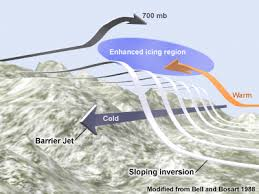 700 mb
Enhanced icing region
Warm
Cold
Barrier Jet
Sloping inversion
Modified from Bell and Bosart 1988